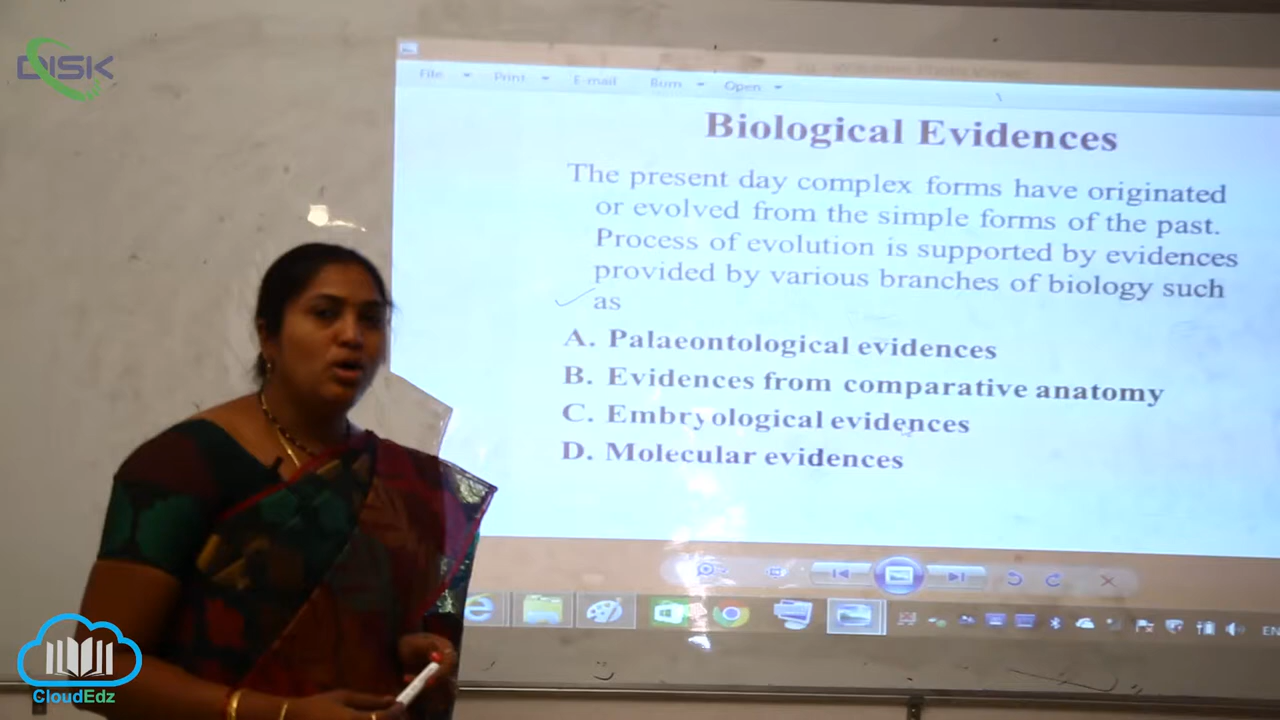 DISK
File Print E-mail Burn Open
Biological Evidences
The present day complex forms have originated
or evolved from the simple forms of the past.
Process of evolution is supported by evidences
provided by various branches of biology such
as
A. Palaeontological evidences
B. Evidences from comparative anatomy
C. Embryological evidences
D. Molecular evidences
EN
CloudEdz